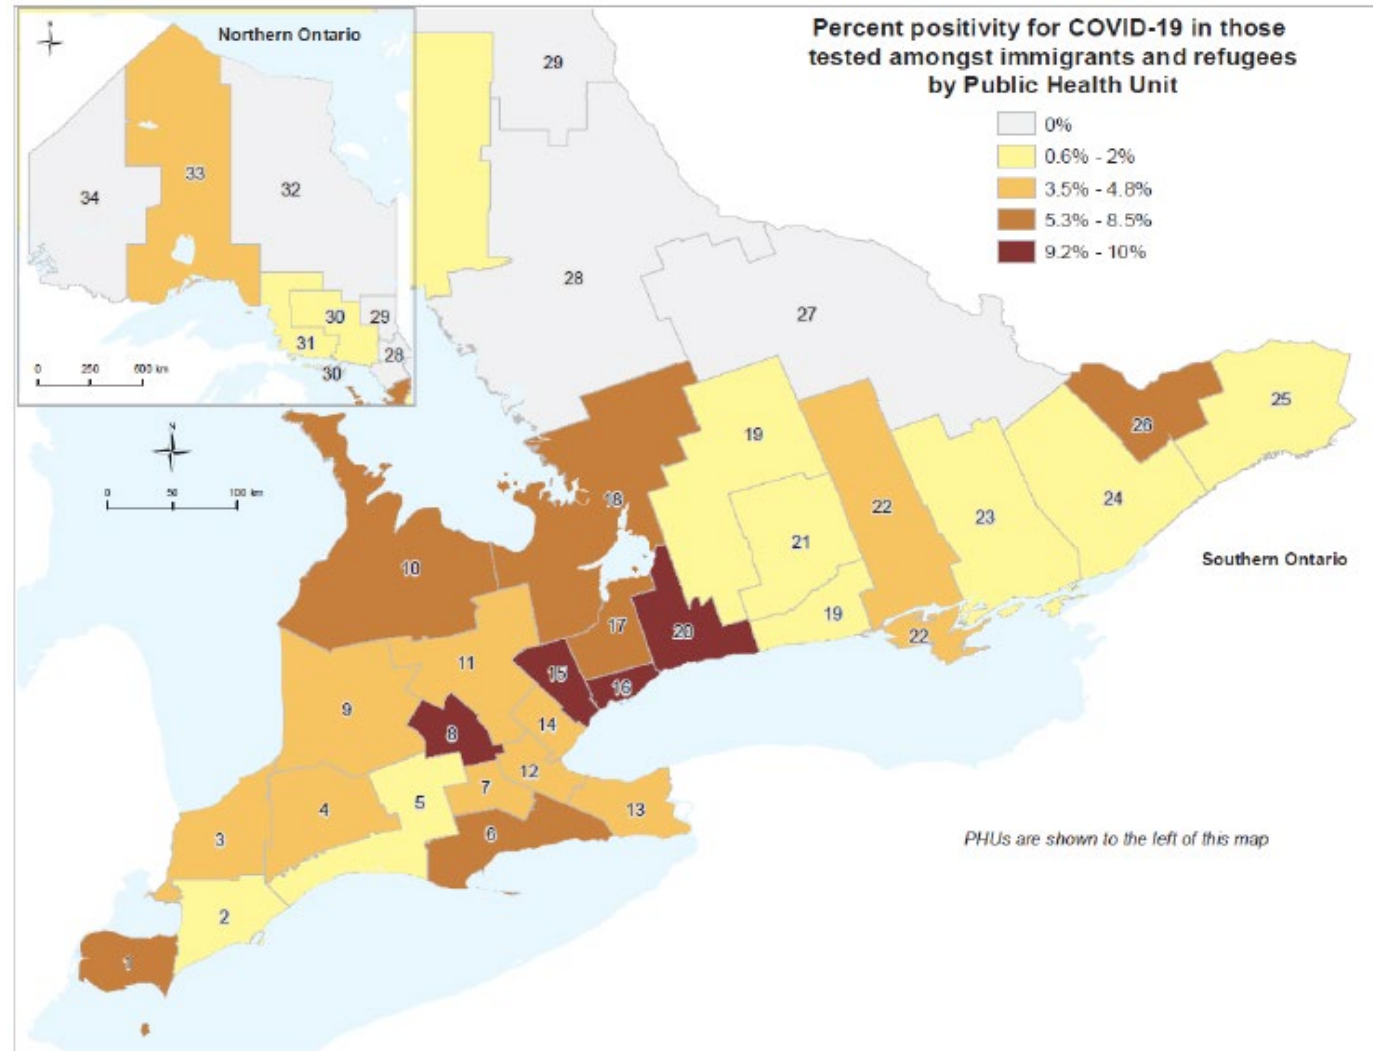 Northern Ontario
Percent positivity for COVID-19 in those
tested amongst immigrants and refugees
by Public Health Unit
0%
0.6% - 2%
3.5% - 4.8%
5.3% - 8.5%
9.2% - 10%
N
29
33
34
32
28
27
30
29
31
28
30
0 250 500 km
N
0 50 100 km
25
26
19
18
22
24
23
21
Southern Ontario
10
19
17
20
22
11
15
16
9
14
8
12
7
5
4
13
3
6
PHUs are shown to the left of this map
2
1